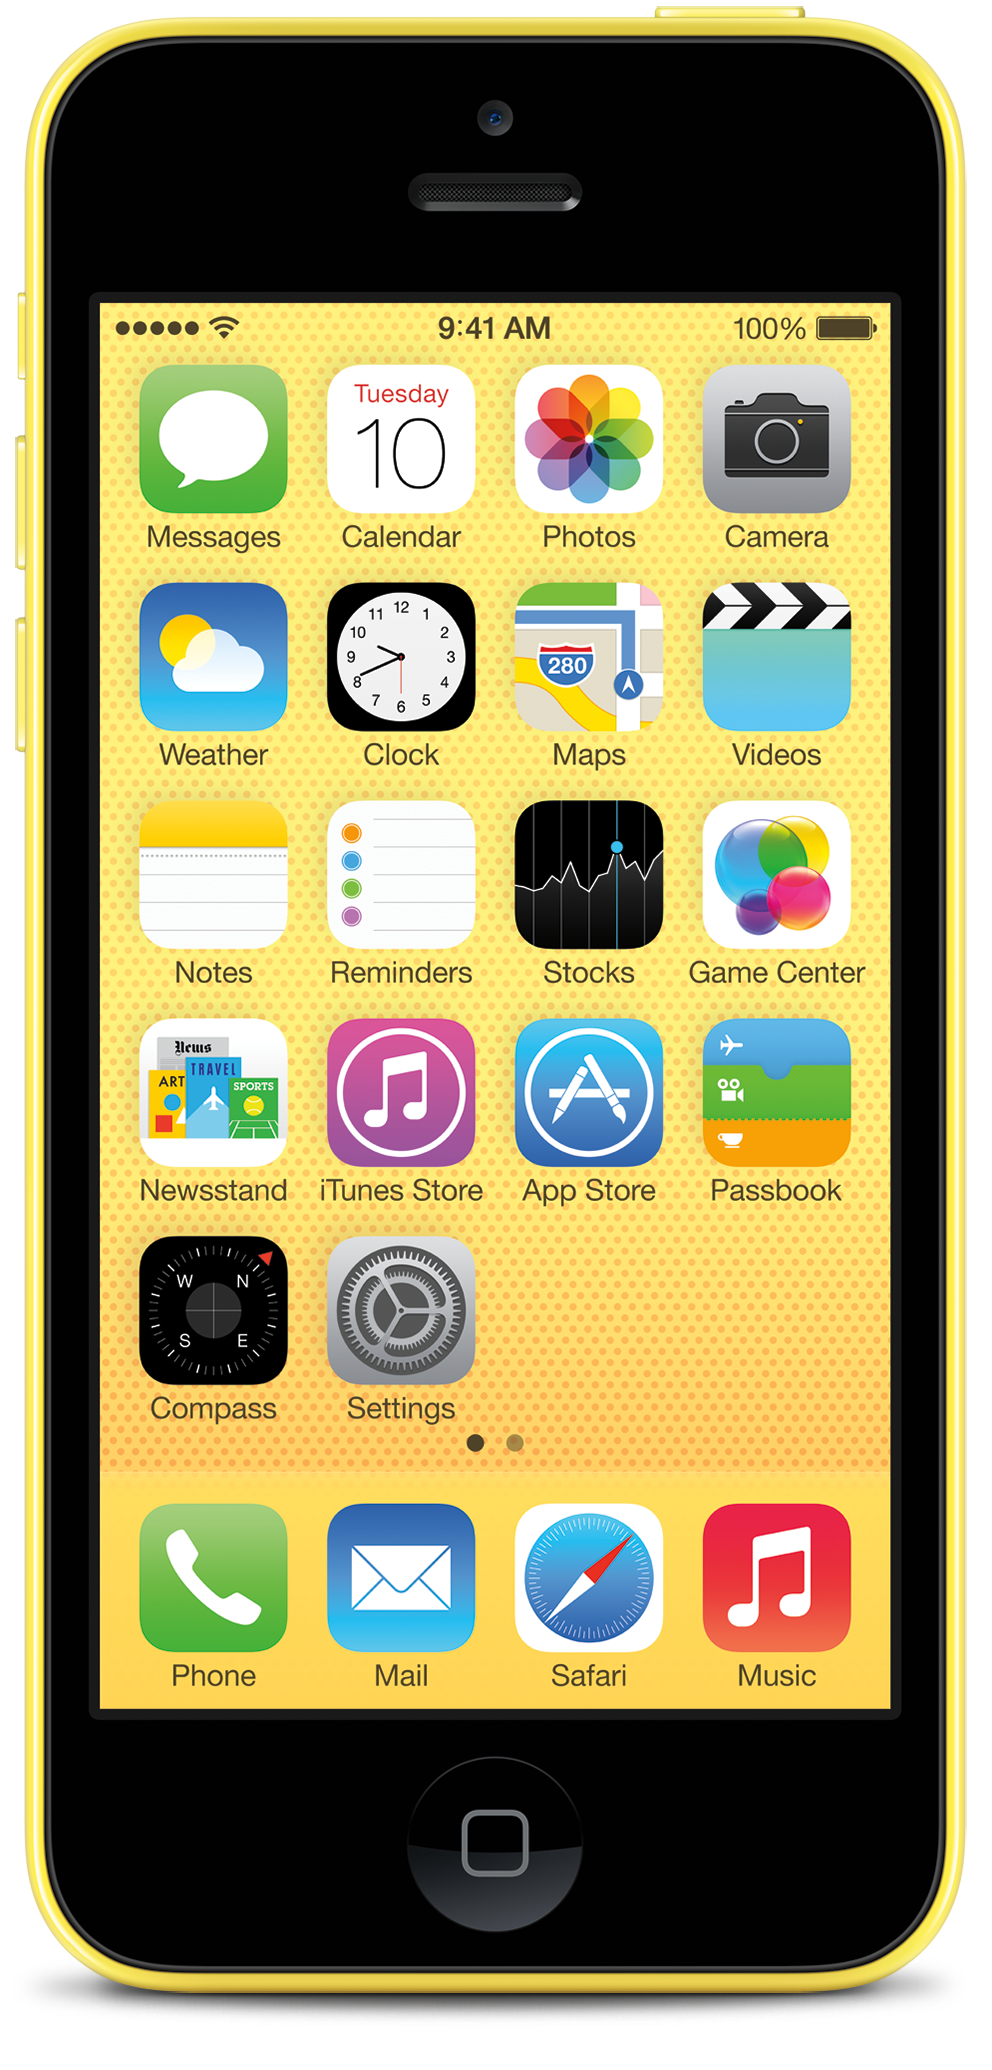 9:41 AM 100%
Tuesday
10
Messages Calendar Photos Camera
12
11 1
10 2
9 3
8 4
7 5
6
280
Weather Clock Maps Videos
Notes Reminders Stocks Game Center
News
TRAVEL
ART
SPORTS
Newsstand iTunes Store App Store Passbook
W N
S E
Compass Settings
Phone Mail Safari Music